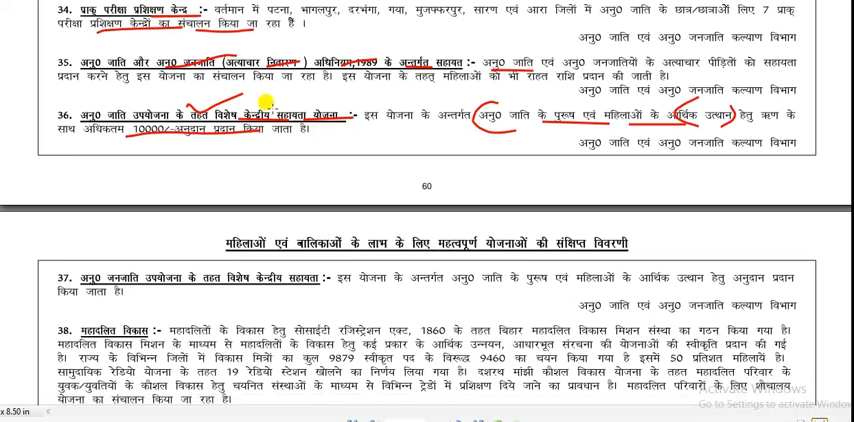 34. प्राक् परीक्षा प्रशिक्षण केन्द्र :- वर्तमान में पटना, भागलपुर, दरभंगा, गया, मुजफ्फरपुर, सारण एवं आरा जिलों में अनु0 जाति के छात्र/छात्राओं लिए 7 प्राक्
परीक्षा प्रशिक्षण केन्द्रों का संचालन किया जा रहा है ।
अनु0 जाति एवं अनु0 जनजाति कल्याण विभाग
35. अनु0 जाति और अनु0 जनजाति (अत्याचार निवारण ) अधिनियम,1989 के अन्तर्गत सहायत :- अनु0 जाति एवं अनु0 जनजातियों के अत्याचार पीड़ितों को सहायता
प्रदान करने हेतु इस योजना का संचालन किया जा रहा है। इस योजना के तहत् महिलाओं को भी राहत राशि प्रदान की जाती है।
अनु0 जाति एवं अनु0 जनजाति कल्याण विभाग
36. अनु0 जाति उपयोजना के तहत विशेष केन्द्रीय सहायता योजना :- इस योजना के अन्तर्गत अनु0 जाति के पुरूष एवं महिलाओं के आर्थिक उत्थान हेतु ऋण के
साथ अधिकतम 10000/-अनुदान प्रदान किया जाता है।
अनु0 जाति एवं अनु0 जनजाति कल्याण विभाग
60
महिलाओं एवं बालिकाओं के लाभ के लिए महत्वपूर्ण योजनाओं की संक्षिप्त विवरणी
37. अनु0 जनजाति उपयोजना के तहत विशेष केन्द्रीय सहायता :- इस योजना के अन्तर्गत अनु0 जाति के पुरूष एवं महिलाओं के आर्थिक उत्थान हेतु अनुदान प्रदान
किया जाता है।
अनु0 जाति एवं अनु0 जनजाति कल्याण विभाग
38. महादलित विकास :- महादलितों के विकास हेतु सोसाईटी रजिस्ट्रेशन एक्ट, 1860 के तहत बिहार महादलित विकास मिशन संस्था का गठन किया गया है।
महादलित विकास मिशन के माध्यम से महादलितों के विकास हेतु कई प्रकार के आर्थिक उन्नयन, आधारभूत संरचना की योजनाओं की स्वीकृति प्रदान की गई
है। राज्य के विभिन्न जिलों में विकास मित्रों का कुल 9879 स्वीकृत पद के विरूद्ध 9460 का चयन किया गया है इसमें 50 प्रतिशत महिलायें है।
सामुदायिक रेडियो योजना के तहत 19 रेडियो स्टेशन खोलने का निर्णय लिया गया है। दशरथ मांझी कौशल विकास योजना के तहत महादलित परिवार के
युवक/युवतियों के कौशल विकास हेतु चयनित संस्थाओं के माध्यम से विभिन्न ट्रेडों में प्रशिक्षण दिये जाने का प्रावधान है। महादलित परिवारों के लिए शौचालय
योजना का संचालन किया जा रहा है।
Activate Windows
Go to Settings to activate Window
x 8.50 in